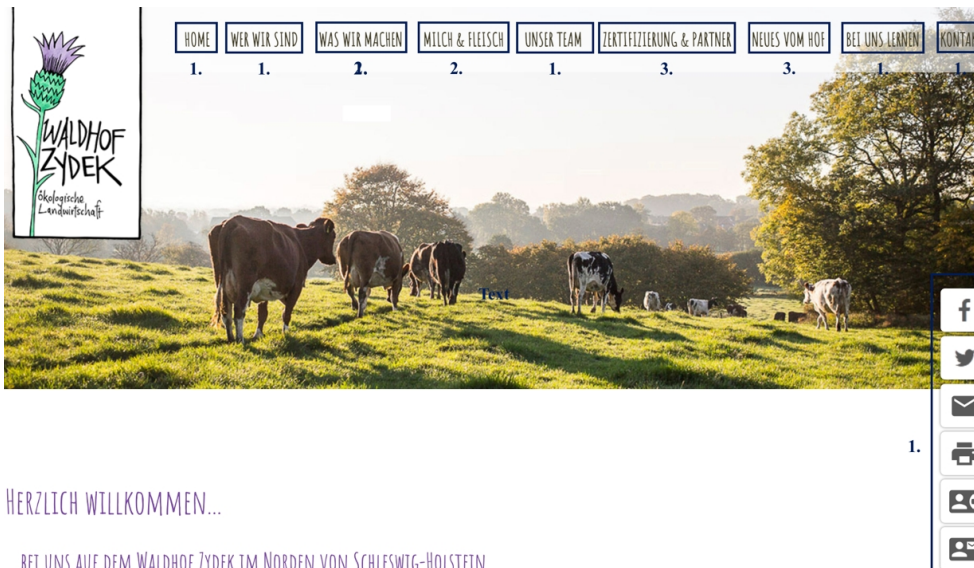 HOME WER WIR SIND WAS WIR MACHEN MILCH & FLEISCH UNSER TEAM ZERTIFIZIERUNG & PARTNER NEUES VOM HOF BEI UNS LERNEN KONTAK
1. 1. 2. 2. 1. 3. 3. 1. 1.
WALDHOF
ZYDEK
ökologische
Landwirtschaft
Text
1.
HERZLICH WILLKOMMEN...
BEI UNS AUF DEM WALDHOF ZYDEK IM NORDEN VON SCHLESWIG-HOLSTEIN